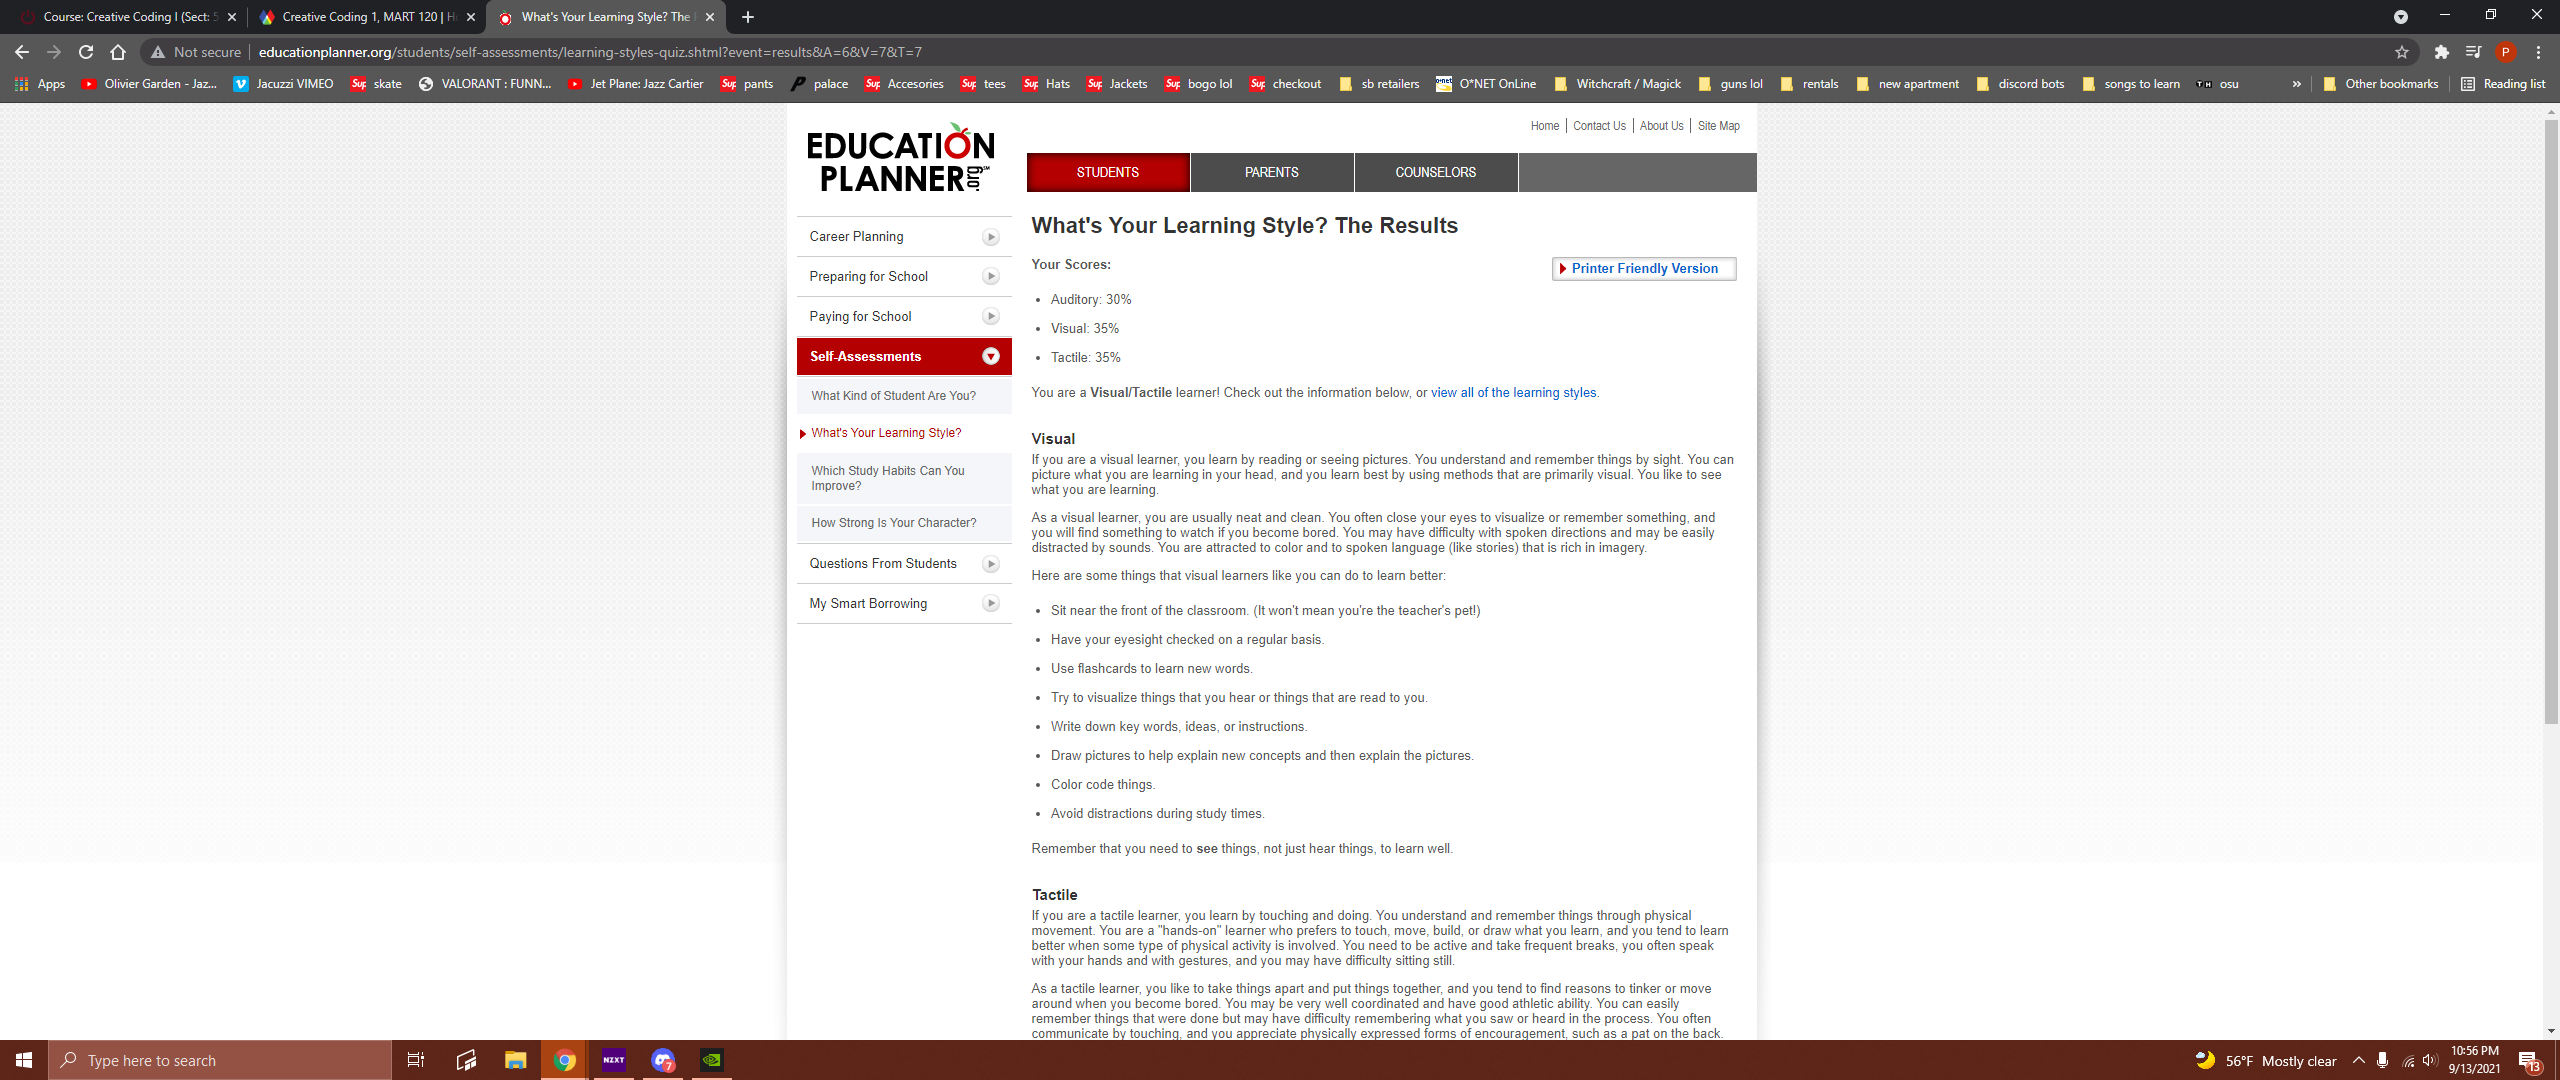 Course: Creative Coding I (Sect: 5
Creative Coding 1, MART 120 | H
What's Your Learning Style? The
Not secure
educationplanner.org/students/self-assessments/learning-styles-quiz.shtml?event=results&A=6&V=7&T=7
P
Apps
Olivier Garden - Jaz...
Jacuzzi VIMEO
skate
VALORANT : FUNN...
Jet Plane: Jazz Cartier
pants
palace
Accesories
tees
Hats
Jackets
bogo lol
checkout
sb retailers
O*NET OnLine
Witchcraft / Magick
guns lol
rentals
new apartment
discord bots
songs to learn
osu
Other bookmarks
Reading list
EDUCATION
PLANNER.org
Home
Contact Us
About Us
Site Map
STUDENTS
PARENTS
COUNSELORS
Career Planning
Preparing for School
Paying for School
Self-Assessments
What Kind of Student Are You?
What's Your Learning Style?
Which Study Habits Can You
Improve?
How Strong Is Your Character?
Questions From Students
My Smart Borrowing
What's Your Learning Style? The Results
Your Scores:
Printer Friendly Version
• Auditory: 30%
• Visual: 35%
• Tactile: 35%
You are a Visual/Tactile learner! Check out the information below, or view all of the learning styles.
Visual
If you are a visual learner, you learn by reading or seeing pictures. You understand and remember things by sight. You can
picture what you are learning in your head, and you learn best by using methods that are primarily visual. You like to see
what you are learning.
As a visual learner, you are usually neat and clean. You often close your eyes to visualize or remember something, and
you will find something to watch if you become bored. You may have difficulty with spoken directions and may be easily
distracted by sounds. You are attracted to color and to spoken language (like stories) that is rich in imagery.
Here are some things that visual learners like you can do to learn better:
• Sit near the front of the classroom. (It won't mean you're the teacher's pet!)
• Have your eyesight checked on a regular basis.
• Use flashcards to learn new words.
• Try to visualize things that you hear or things that are read to you.
• Write down key words, ideas, or instructions.
• Draw pictures to help explain new concepts and then explain the pictures.
• Color code things.
• Avoid distractions during study times.
Remember that you need to see things, not just hear things, to learn well.
Tactile
If you are a tactile learner, you learn by touching and doing. You understand and remember things through physical
movement. You are a "hands-on" learner who prefers to touch, move, build, or draw what you learn, and you tend to learn
better when some type of physical activity is involved. You need to be active and take frequent breaks, you often speak
with your hands and with gestures, and you may have difficulty sitting still.
As a tactile learner, you like to take things apart and put things together, and you tend to find reasons to tinker or move
around when you become bored. You may be very well coordinated and have good athletic ability. You can easily
remember things that were done but may have difficulty remembering what you saw or heard in the process. You often
communicate by touching, and you appreciate physically expressed forms of encouragement, such as a pat on the back.
Type here to search
NZXT
7
56°F Mostly clear
10:56 PM
9/13/2021
13